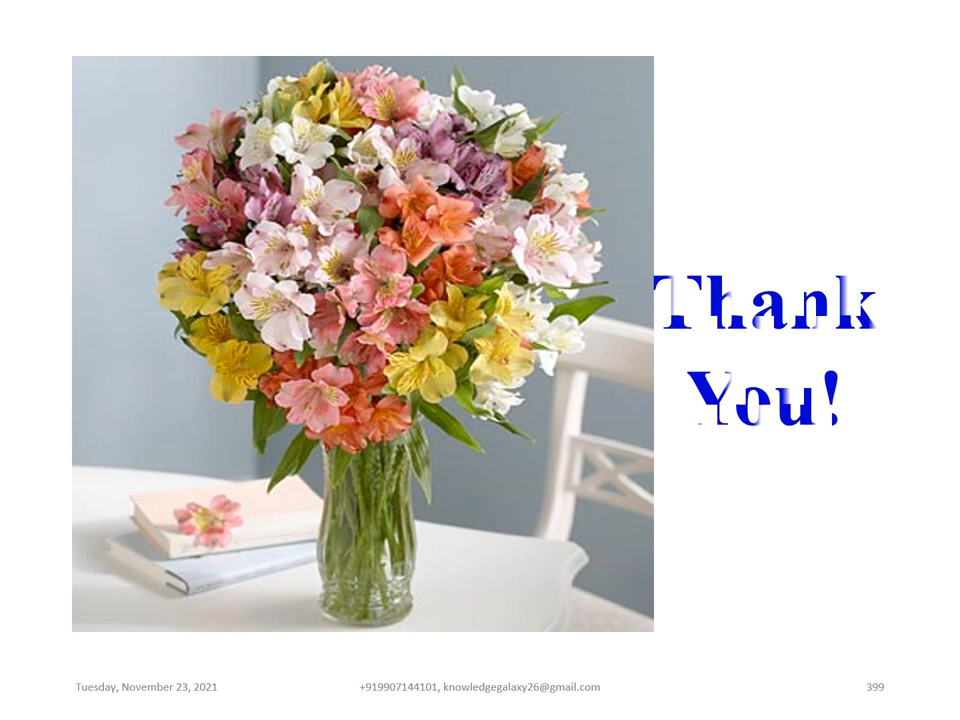 Thank
You!
Tuesday, November 23, 2021
+919907144101, knowledgegalaxy26@gmail.com
399